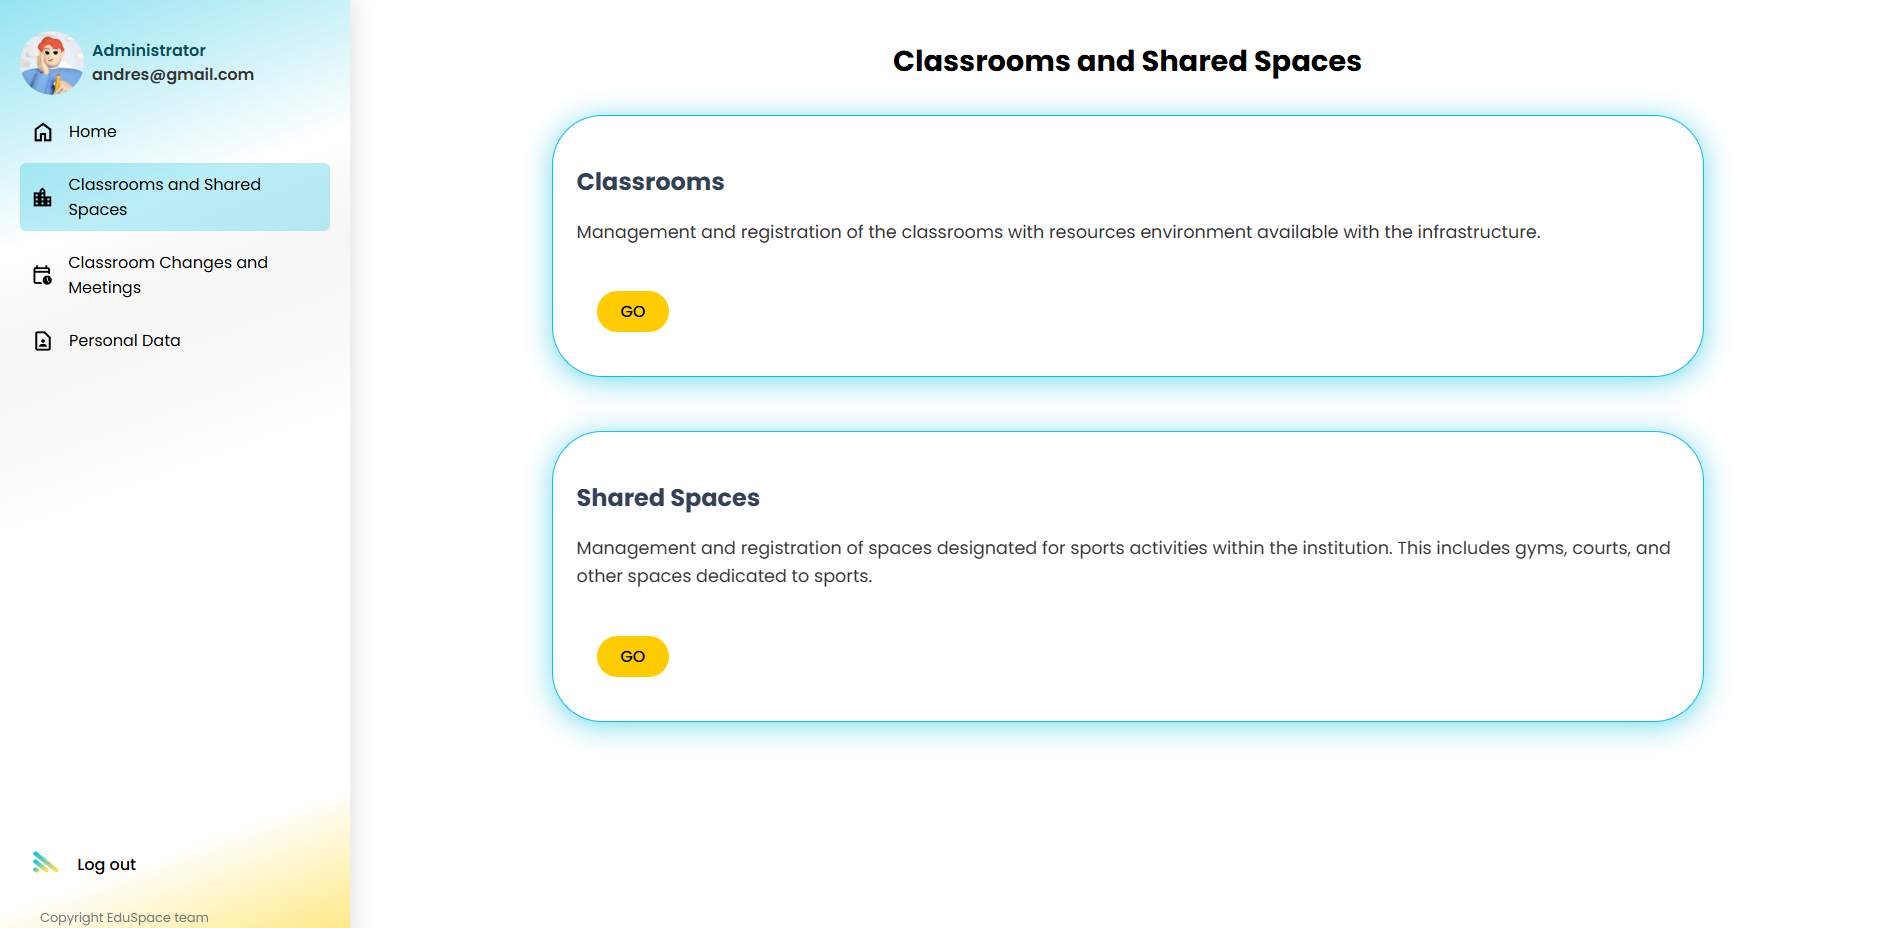 Administrator
andres@gmail.com
Home
Classrooms and Shared
Spaces
Classroom Changes and
Meetings
Personal Data
Log out
Copyright EduSpace team
Classrooms and Shared Spaces
Classrooms
Management and registration of the classrooms with resources environment available with the infrastructure.
GO
Shared Spaces
Management and registration of spaces designated for sports activities within the institution. This includes gyms, courts, and
other spaces dedicated to sports.
GO